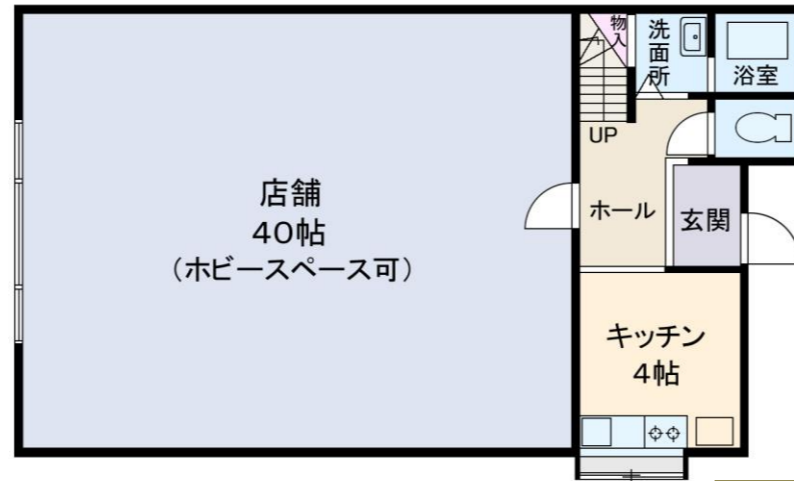 物入
洗面所
浴室
UP
店舗
40帖
(ホビースペース可)
ホール
玄関
キッチン
4帖